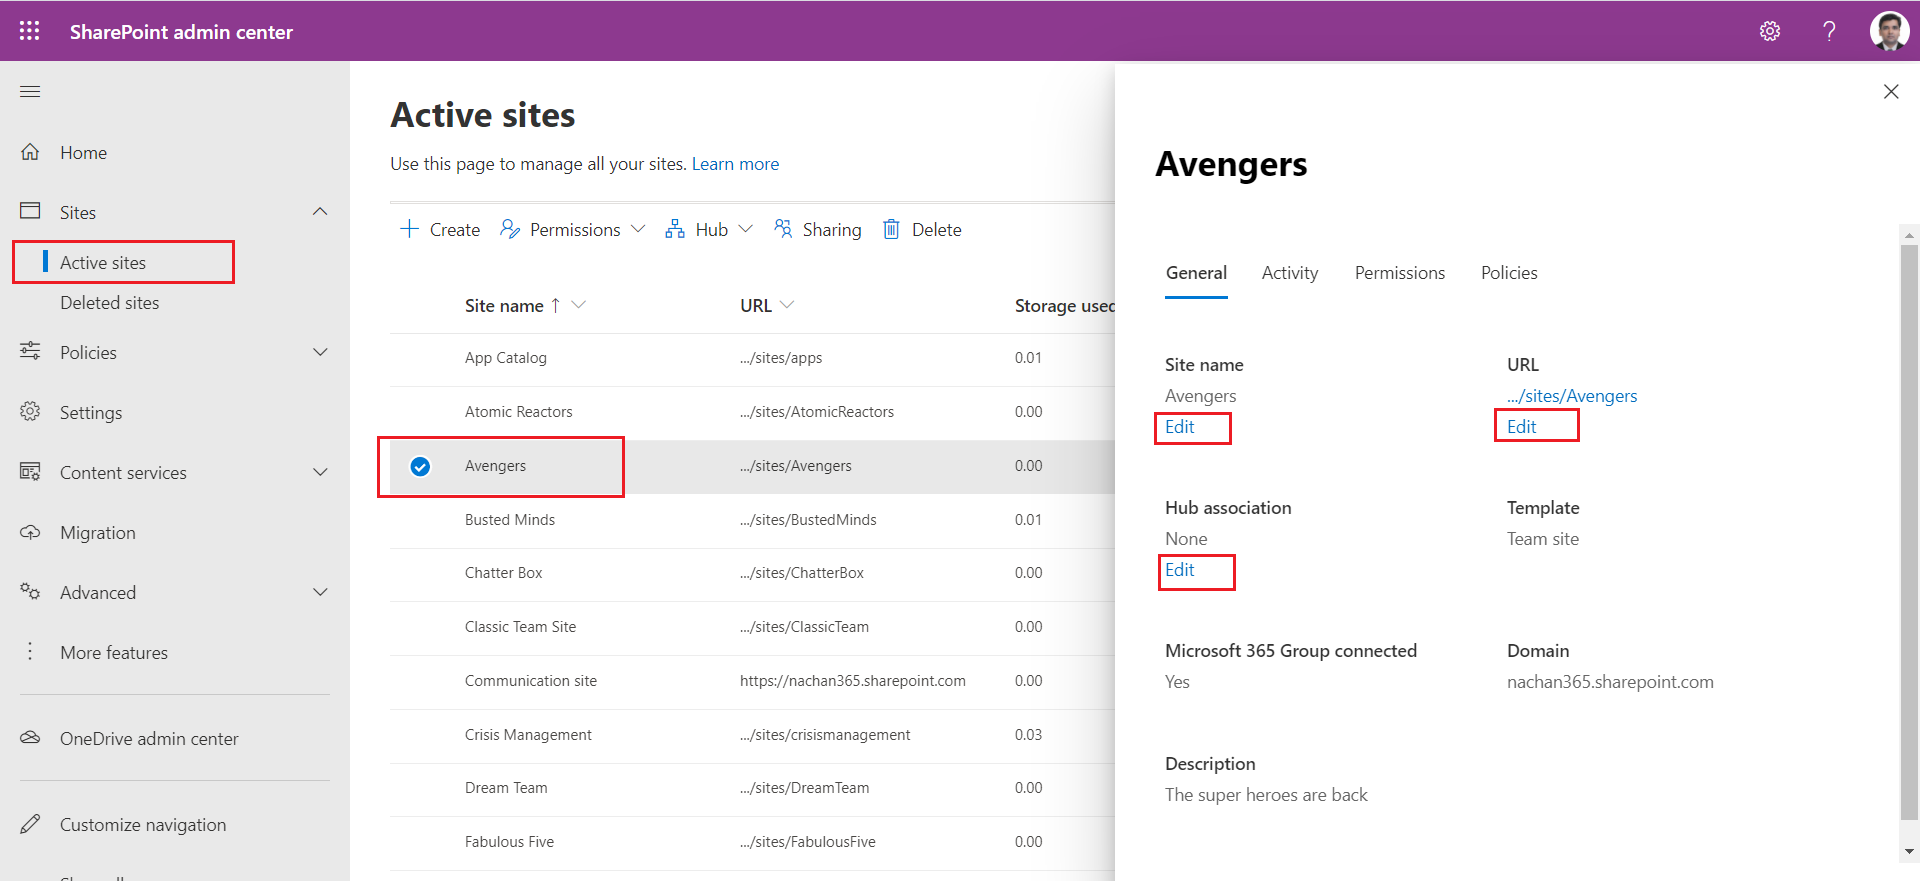 SharePoint admin center
?
Home
Sites
Active sites
Deleted sites
Policies
Settings
Content services
Migration
Advanced
More features
OneDrive admin center
Customize navigation
Active sites
Use this page to manage all your sites. Learn more
Create Permissions Hub Sharing Delete
Site name ↑ URL Storage used
App Catalog .../sites/apps 0.01
Atomic Reactors .../sites/AtomicReactors 0.00
Avengers .../sites/Avengers 0.00
Busted Minds .../sites/BustedMinds 0.01
Chatter Box .../sites/ChatterBox 0.00
Classic Team Site .../sites/ClassicTeam 0.00
Communication site https://nachan365.sharepoint.com 0.00
Crisis Management .../sites/crisismanagement 0.03
Dream Team .../sites/DreamTeam 0.00
Fabulous Five .../sites/FabulousFive 0.00
Avengers
General Activity Permissions Policies
Site name
Avengers
Edit
URL
.../sites/Avengers
Edit
Hub association
None
Edit
Template
Team site
Microsoft 365 Group connected
Yes
Domain
nachan365.sharepoint.com
Description
The super heroes are back